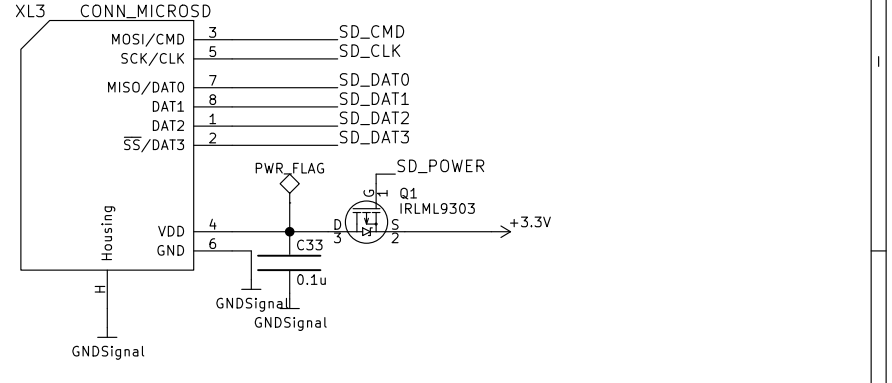 XL3 CONN_MICROSD
MOSI/CMD 3 SD_CMD
SCK/CLK 5 SD_CLK
MISO/DAT0 7 SD_DAT0
DAT1 8 SD_DAT1
DAT2 1 SD_DAT2
SS/DAT3 2 SD_DAT3
PWR_FLAG
SD_POWER
G 1
Q1
IRLML9303
Housing
VDD 4
D 3
S 2
+3.3V
GND 6
C33
0.1u
H
GNDSignal
GNDSignal
GNDSignal
I